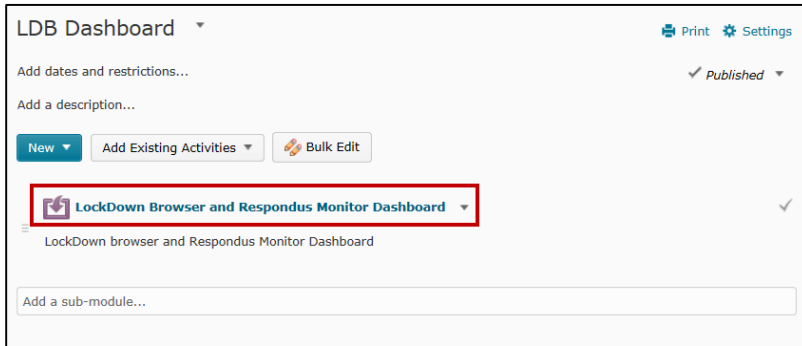 LDB Dashboard
Print Settings
Add dates and restrictions...
Published
Add a description...
New Add Existing Activities Bulk Edit
LockDown Browser and Respondus Monitor Dashboard
LockDown browser and Respondus Monitor Dashboard
Add a sub-module...